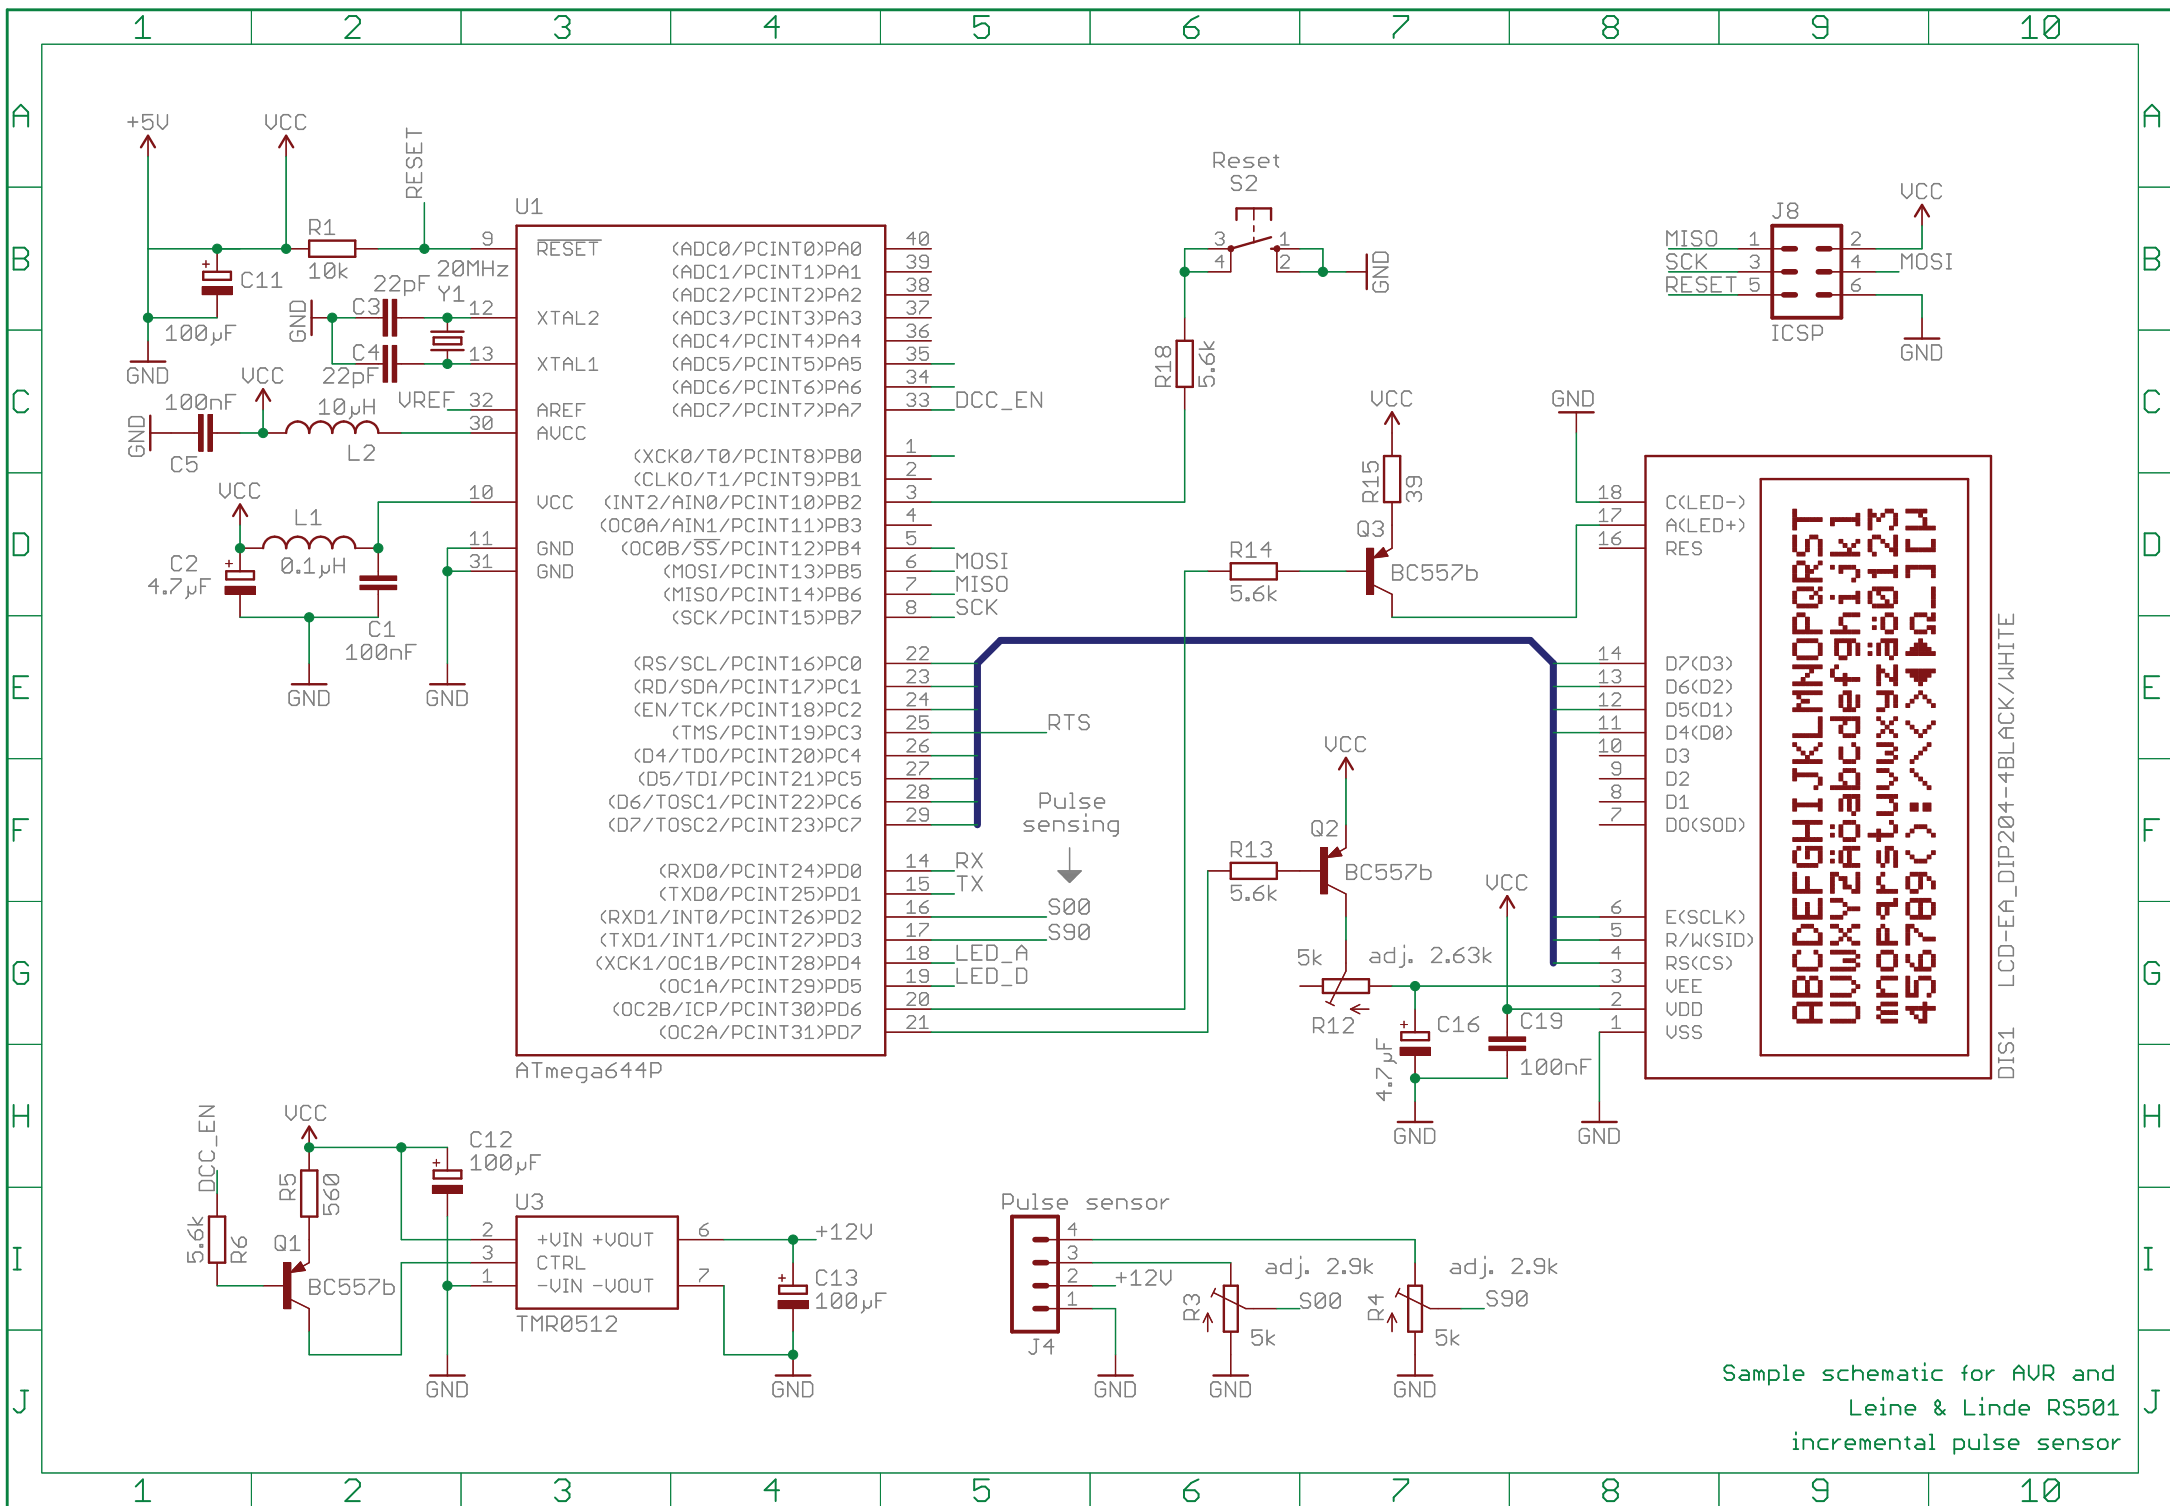 1 2 3 4 5 6 7 8 9 10
A A
+5V VCC RESET
Reset
S2
VCC
U1
J8
B B
R1
10k
9 RESET (ADC0/PCINT0)PA0 40
(ADC1/PCINT1)PA1 39
(ADC2/PCINT2)PA2 38
(ADC3/PCINT3)PA3 37
(ADC4/PCINT4)PA4 36
(ADC5/PCINT5)PA5 35
(ADC6/PCINT6)PA6 34
(ADC7/PCINT7)PA7 33 DCC_EN
3 1
4 2
GND
MISO 1 2
SCK 3 4 MOSI
RESET 5 6
ICSP
GND
C11
100µF
GND
20MHz
22pF Y1
C3
GND
12 XTAL2
C4
22pF
13 XTAL1
R18
5.6k
C C
VCC
100nF
10µH
VREF 32 AREF
30 AVCC
GND
C5
L2
VCC
GND
(XCK0/T0/PCINT8)PB0 1
(CLKO/T1/PCINT9)PB1 2
(INT2/AIN0/PCINT10)PB2 3
(OC0A/AIN1/PCINT11)PB3 4
(OC0B/SS/PCINT12)PB4 5
(MOSI/PCINT13)PB5 6 MOSI
(MISO/PCINT14)PB6 7 MISO
(SCK/PCINT15)PB7 8 SCK
D D
VCC
10 VCC
L1
0.1µH
C2
4.7µF
11 GND
31 GND
C1
100nF
GND
GND
R15
39
Q3
BC557b
R14
5.6k
18 C(LED-)
17 A(LED+)
16 RES
E E
(RS/SCL/PCINT16)PC0 22
(RD/SDA/PCINT17)PC1 23
(EN/TCK/PCINT18)PC2 24
(TMS/PCINT19)PC3 25 RTS
(D4/TDO/PCINT20)PC4 26
(D5/TDI/PCINT21)PC5 27
(D6/TOSC1/PCINT22)PC6 28
(D7/TOSC2/PCINT23)PC7 29
14 D7(D3)
13 D6(D2)
12 D5(D1)
11 D4(D0)
10 D3
9 D2
8 D1
7 D0(SOD)
F F
Pulse
sensing
VCC
Q2
BC557b
R13
5.6k
VCC
(RXD0/PCINT24)PD0 14 RX
(TXD0/PCINT25)PD1 15 TX
(RXD1/INT0/PCINT26)PD2 16 S00
(TXD1/INT1/PCINT27)PD3 17 S90
(XCK1/OC1B/PCINT28)PD4 18 LED_A
(OC1A/PCINT29)PD5 19 LED_D
(OC2B/ICP/PCINT30)PD6 20
(OC2A/PCINT31)PD7 21
ATmega644P
G G
5k adj. 2.63k
R12
C16
4.7µF
C19
100nF
GND
GND
6 E(SCLK)
5 R/W(SID)
4 RS(CS)
3 VEE
2 VDD
1 VSS
ABCDEFGHIJKLMNOPQRST
UVWXYZÄöabcdefghijkl
mnopqrstuvwxyzäö0123
DIS1 LCD-EA_DIP204-4BLACK/WHITE
H H
DCC_EN
VCC
C12
100µF
R5
560
5.6k
R6
Q1
BC557b
I I
U3
2 +VIN +VOUT 6 +12V
3 CTRL
1 -VIN -VOUT 7
TMR0512
C13
100µF
GND
GND
Pulse sensor
4
3
2 +12V
1
J4
GND
adj. 2.9k
R3
S00
5k
GND
adj. 2.9k
R4
S90
5k
GND
J J
Sample schematic for AVR and
Leine & Linde RS501
incremental pulse sensor
1 2 3 4 5 6 7 8 9 10